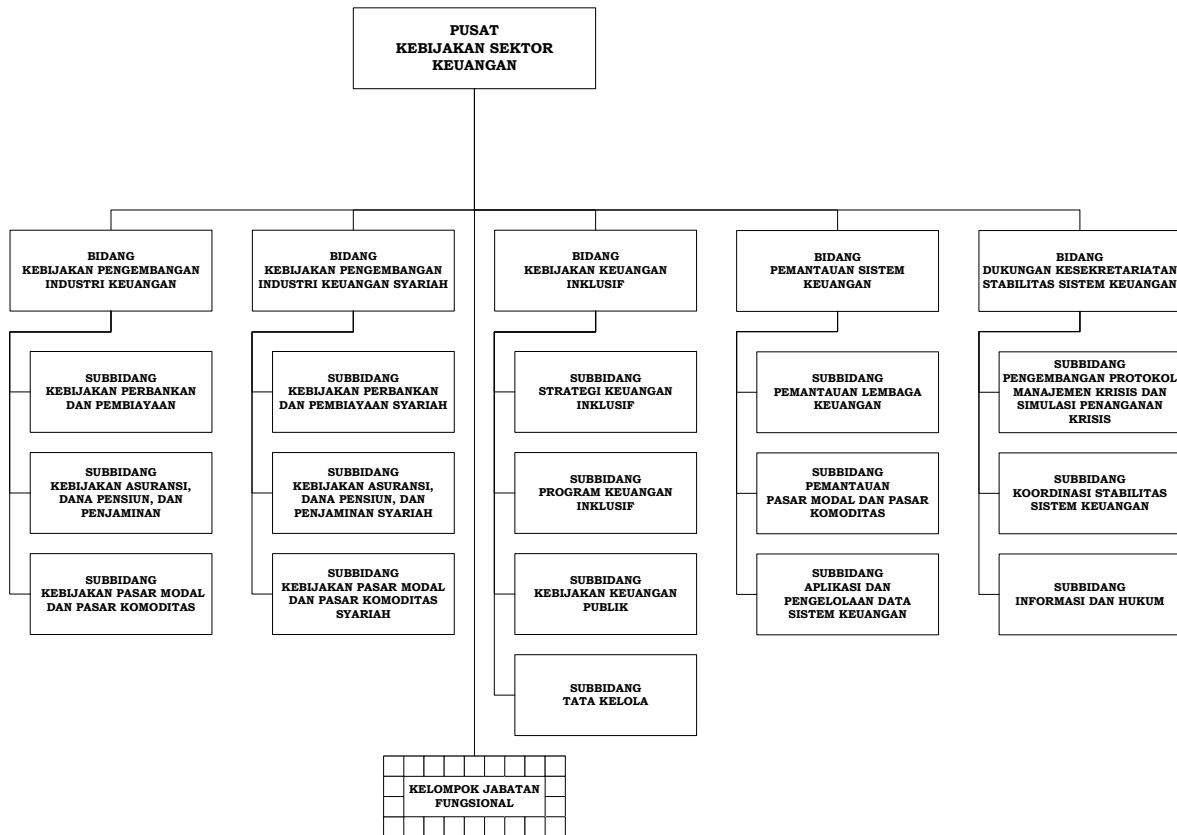 PUSAT
KEBIJAKAN SEKTOR
KEUANGAN
BIDANG
KEBIJAKAN PENGEMBANGAN
INDUSTRI KEUANGAN
BIDANG
KEBIJAKAN PENGEMBANGAN
INDUSTRI KEUANGAN SYARIAH
BIDANG
KEBIJAKAN KEUANGAN
INKLUSIF
BIDANG
PEMANTAUAN SISTEM
KEUANGAN
BIDANG
DUKUNGAN KESEKRETARIATAN
STABILITAS SISTEM KEUANGAN
SUBBIDANG
KEBIJAKAN PERBANKAN
DAN PEMBIAYAAN
SUBBIDANG
KEBIJAKAN PERBANKAN
DAN PEMBIAYAAN SYARIAH
SUBBIDANG
STRATEGI KEUANGAN
INKLUSIF
SUBBIDANG
PEMANTAUAN LEMBAGA
KEUANGAN
SUBBIDANG
PENGEMBANGAN PROTOKOL
MANAJEMEN KRISIS DAN
SIMULASI PENANGANAN
KRISIS
SUBBIDANG
KEBIJAKAN ASURANSI,
DANA PENSIUN, DAN
PENJAMINAN
SUBBIDANG
KEBIJAKAN ASURANSI,
DANA PENSIUN, DAN
PENJAMINAN SYARIAH
SUBBIDANG
PROGRAM KEUANGAN
INKLUSIF
SUBBIDANG
PEMANTAUAN
PASAR MODAL DAN PASAR
KOMODITAS
SUBBIDANG
KOORDINASI STABILITAS
SISTEM KEUANGAN
SUBBIDANG
KEBIJAKAN PASAR MODAL
DAN PASAR KOMODITAS
SUBBIDANG
KEBIJAKAN PASAR MODAL
DAN PASAR KOMODITAS
SYARIAH
SUBBIDANG
KEBIJAKAN KEUANGAN
PUBLIK
SUBBIDANG
APLIKASI DAN
PENGELOLAAN DATA
SISTEM KEUANGAN
SUBBIDANG
INFORMASI DAN HUKUM
SUBBIDANG
TATA KELOLA
KELOMPOK JABATAN
FUNGSIONAL